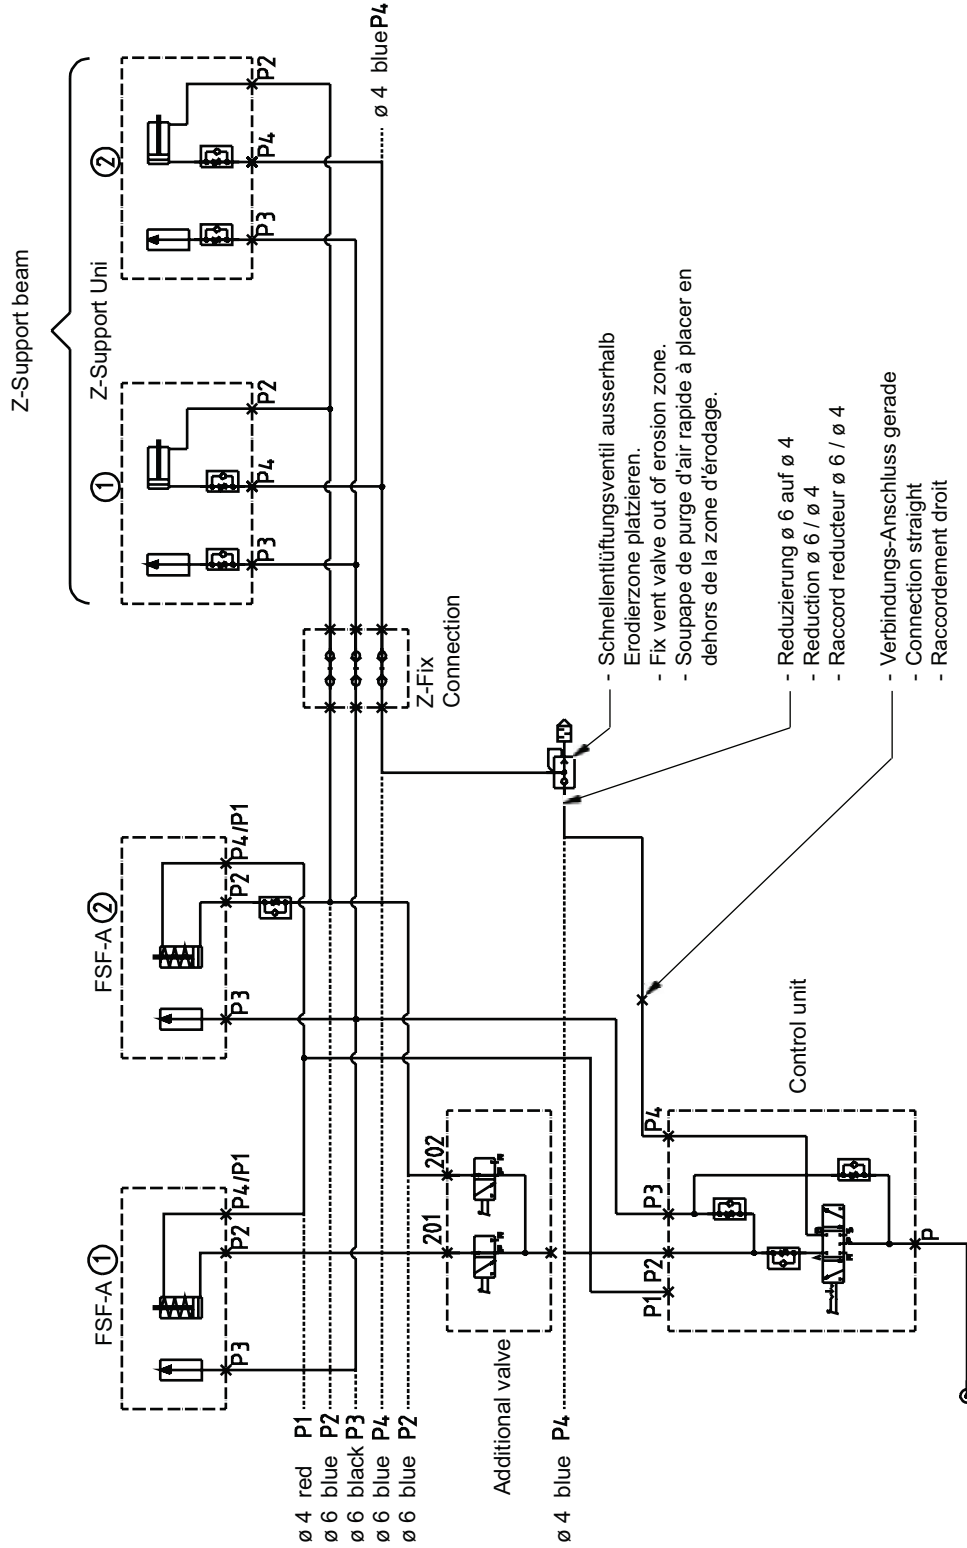 Z-Support beam
Z-Support Uni
1
2
P3
P4
P2
P3
P4
P2
ø 4 blue P4
FSF-A 1
FSF-A 2
P3
P2
P4/P1
P3
P2
P4/P1
Z-Fix
Connection
ø 4 red P1
ø 6 blue P2
ø 6 black P3
ø 6 blue P4
ø 6 blue P2
201
202
Additional valve
ø 4 blue P4
- Schnellentlüftungsventil ausserhalb
Erodierzone platzieren.
- Fix vent valve out of erosion zone.
- Soupape de purge d'air rapide à placer en
dehors de la zone d'érodage.
- Reduzierung ø 6 auf ø 4
- Reduction ø 6 / ø 4
- Raccord reducteur ø 6 / ø 4
- Verbindungs-Anschluss gerade
- Connection straight
- Raccordement droit
Control unit
P1
P2
P3
P4
P